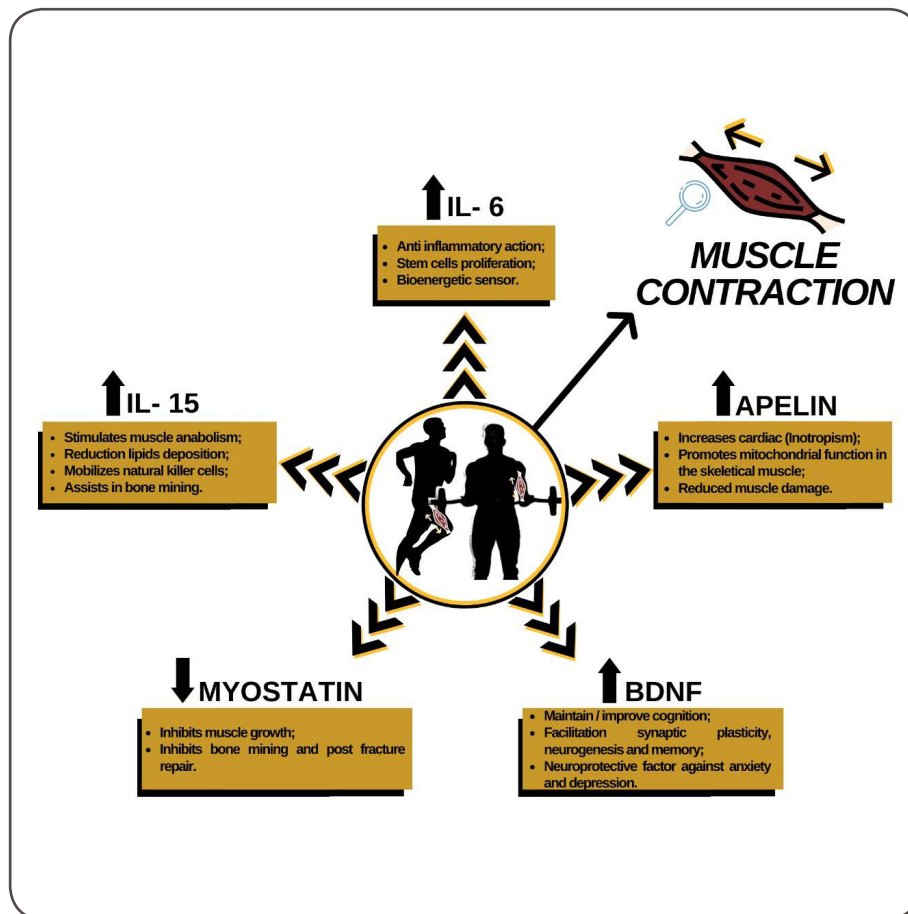 MUSCLE
CONTRACTION
IL- 6
• Anti inflammatory action;
• Stem cells proliferation;
• Bioenergetic sensor.
IL- 15
• Stimulates muscle anabolism;
• Reduction lipids deposition;
• Mobilizes natural killer cells;
• Assists in bone mining.
APELIN
• Increases cardiac (Inotropism);
• Promotes mitochondrial function in
the skeletical muscle;
• Reduced muscle damage.
MYOSTATIN
• Inhibits muscle growth;
• Inhibits bone mining and post fracture
repair.
BDNF
• Maintain / improve cognition;
• Facilitation synaptic plasticity,
neurogenesis and memory;
• Neuroprotective factor against anxiety
and depression.